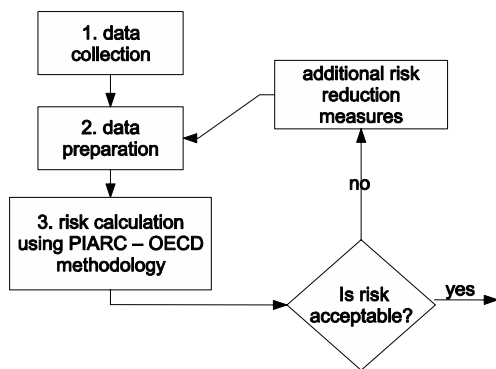 1. data
collection
2. data
preparation
3. risk calculation
using PIARC – OECD
methodology
additional risk
reduction
measures
no
Is risk
acceptable?
yes